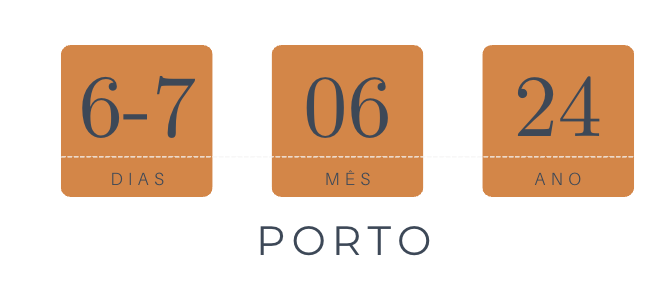 6-7 06 24
DIAS MÊS ANO
PORTO